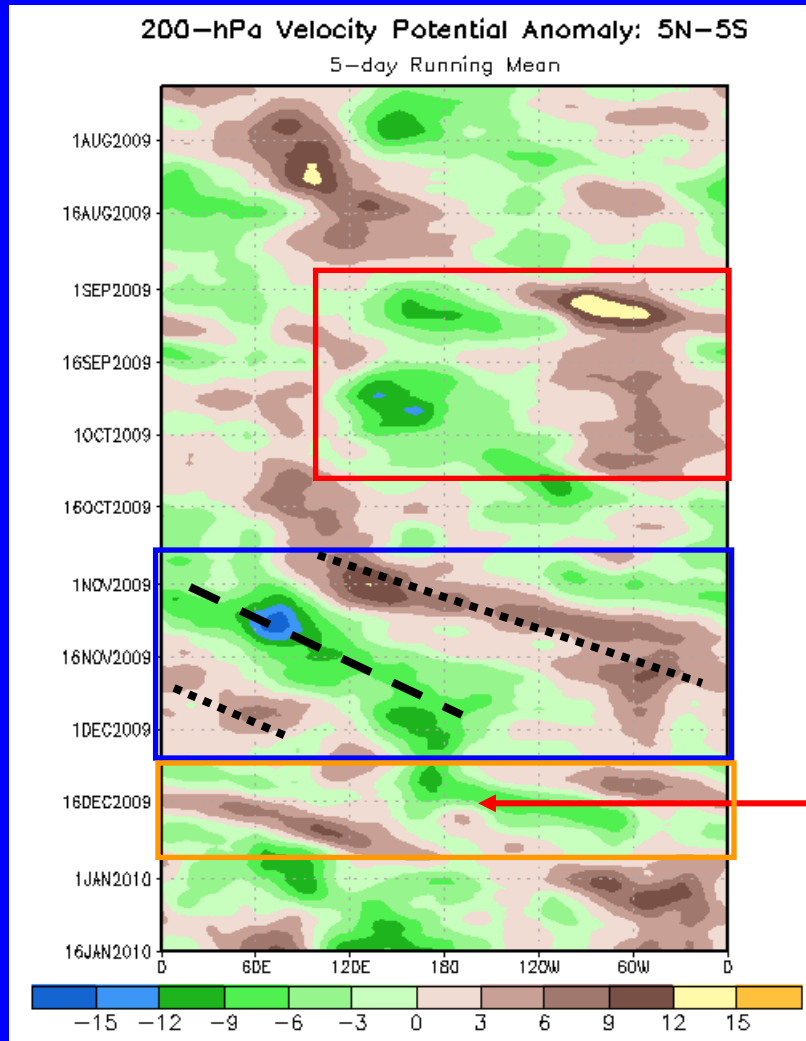 200-hPa Velocity Potential Anomaly: 5N-5S
5-day Running Mean
1AUG2009
16AUG2009
1SEP2009
16SEP2009
1OCT2009
16OCT2009
1NOV2009
16NOV2009
1DEC2009
16DEC2009
1JAN2010
16JAN2010
0 60E 120E 180 120W 60W 0
-15 -12 -9 -6 -3 0 3 6 9 12 15